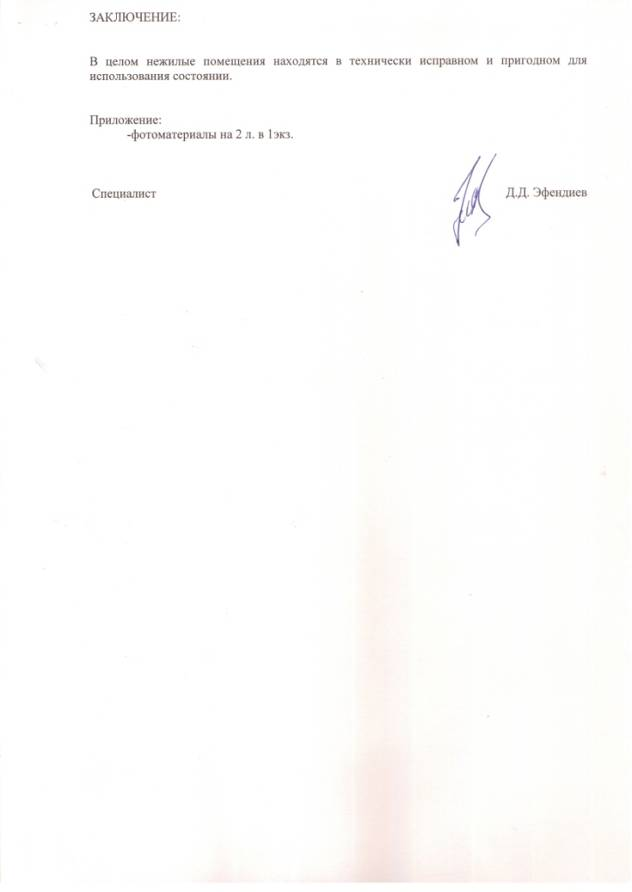 ЗАКЛЮЧЕНИЕ:
В целом нежилые помещения находятся в технически исправном и пригодном для
использования состоянии.
Приложение:
-фотоматериалы на 2 л. в 1экз.
Специалист Д.Д. Эфендиев